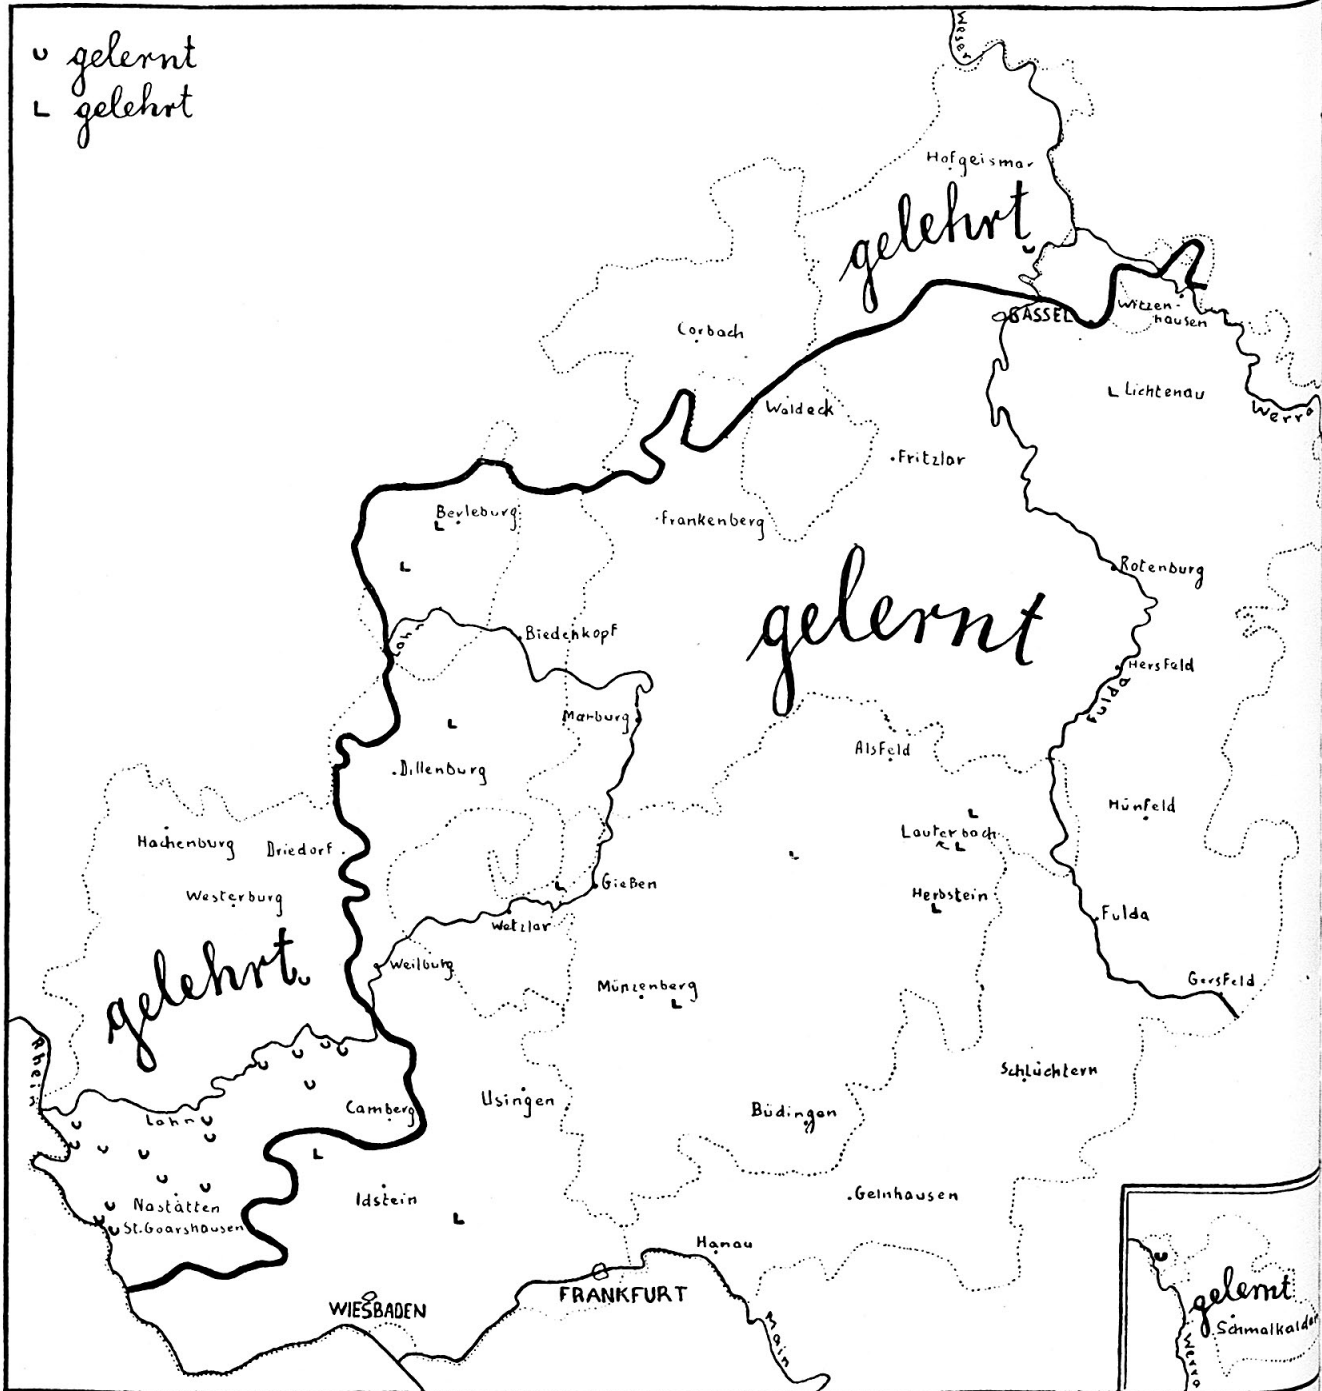 gelernt
L gelehrt
Weser
Hofgeismar
gelehrt
Corbach
KASSEL
Witzen-
hausen
Lichtenau
Werra
Waldeck
Fritzlar
Berleburg
Frankenberg
gelernt
Rotenburg
Lahn
Biedenkopf
Hersfeld
Fulda
Marburg
Alsfeld
Dillenburg
Hünfeld
Hachenburg
Driedorf
Lauterbach
Westerburg
Gießen
Herbstein
Wetzlar
Fulda
gelehrt
Weilburg
Münzenberg
Gersfeld
Rhein
Schlüchtern
Usingen
Camberg
Büdingen
Lahn
Idstein
Gelnhausen
Nastätten
St.Goarshausen
Hanau
FRANKFURT
WIESBADEN
Main
gelernt
Schmalkalden
Werra